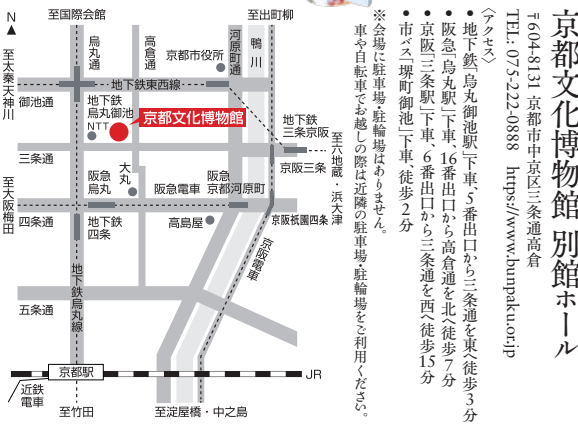 京都文化博物館 別館ホール
〒604-8131 京都市中京区三条通高倉
TEL: 075-222-0888 https://www.bunpaku.or.jp
〈アクセス〉
• 地下鉄「烏丸御池駅」下車、5番出口から三条通を東へ徒歩3分
• 阪急「烏丸駅」下車、16番出口から高倉通を北へ徒歩7分
• 京阪「三条駅」下車、6番出口から三条通を西へ徒歩15分
• 市バス「堺町御池」下車、徒歩2分
※会場に駐車場・駐輪場はありません。
車や自転車でお越しの際は近隣の駐車場・駐輪場をご利用ください。
N
至国際会館
至出町柳
烏丸通
高倉通
京都市役所
河原町通
鴨川
至太秦天神川
地下鉄東西線
御池通
地下鉄
烏丸御池
NTT
京都文化博物館
地下鉄
三条京阪
三条通
京阪三条
至六地蔵・浜大津
大丸
阪急
烏丸
阪急電車
阪急
京都河原町
至大阪梅田
四条通
地下鉄
四条
高島屋
京阪祇園四条
京阪電車
地下鉄烏丸線
五条通
京都駅
JR
近鉄
電車
至竹田
至淀屋橋・中之島